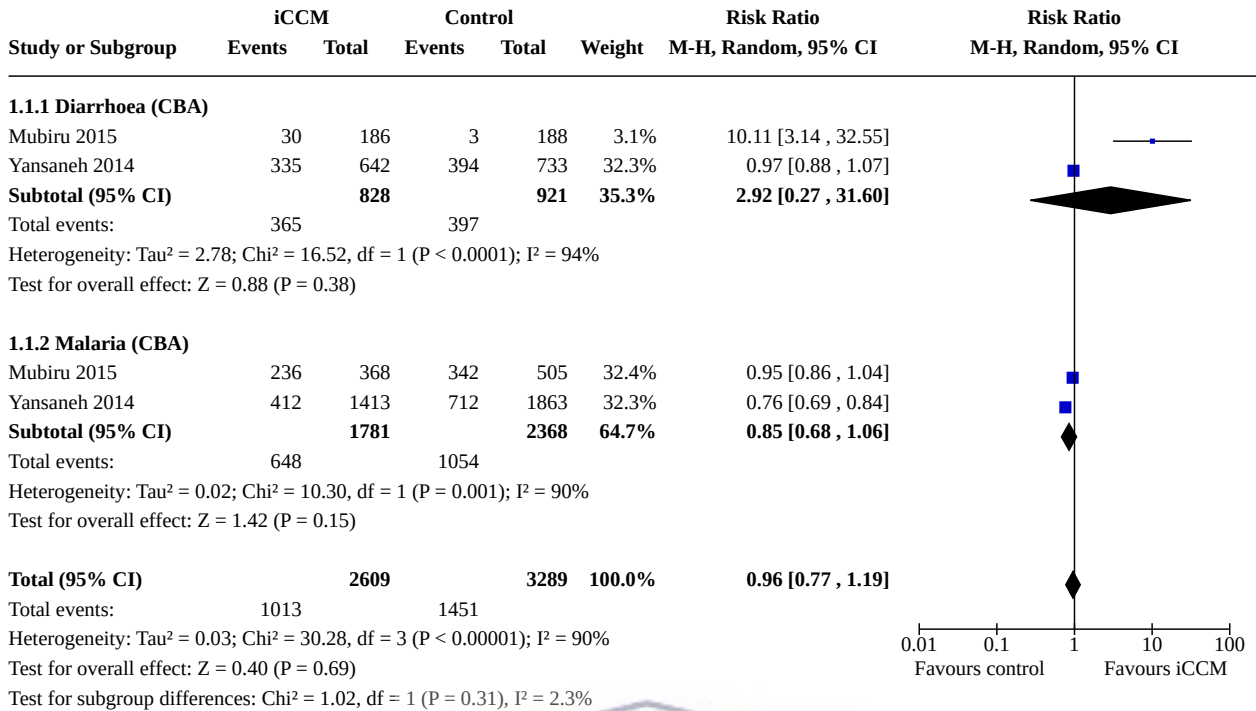 iCCM Control Risk Ratio Risk Ratio
Study or Subgroup Events Total Events Total Weight M-H, Random, 95% CI M-H, Random, 95% CI
1.1.1 Diarrhoea (CBA)
Mubiru 2015 30 186 3 188 3.1% 10.11 [3.14 , 32.55]
Yansaneh 2014 335 642 394 733 32.3% 0.97 [0.88 , 1.07]
Subtotal (95% CI) 828 921 35.3% 2.92 [0.27 , 31.60]
Total events: 365 397
Heterogeneity: Tau² = 2.78; Chi² = 16.52, df = 1 (P < 0.0001); I² = 94%
Test for overall effect: Z = 0.88 (P = 0.38)
1.1.2 Malaria (CBA)
Mubiru 2015 236 368 342 505 32.4% 0.95 [0.86 , 1.04]
Yansaneh 2014 412 1413 712 1863 32.3% 0.76 [0.69 , 0.84]
Subtotal (95% CI) 1781 2368 64.7% 0.85 [0.68 , 1.06]
Total events: 648 1054
Heterogeneity: Tau² = 0.02; Chi² = 10.30, df = 1 (P = 0.001); I² = 90%
Test for overall effect: Z = 1.42 (P = 0.15)
Total (95% CI) 2609 3289 100.0% 0.96 [0.77 , 1.19]
Total events: 1013 1451
Heterogeneity: Tau² = 0.03; Chi² = 30.28, df = 3 (P < 0.00001); I² = 90%
Test for overall effect: Z = 0.40 (P = 0.69)
Test for subgroup differences: Chi² = 1.02, df = 1 (P = 0.31), I² = 2.3%
0.01 0.1 1 10 100
Favours control Favours iCCM